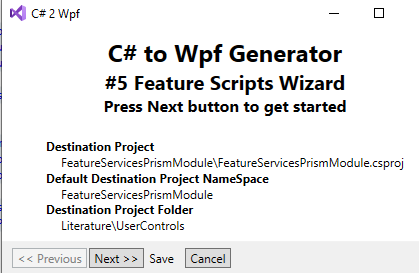 C# 2 Wpf
C# to Wpf Generator
#5 Feature Scripts Wizard
Press Next button to get started
Destination Project
FeatureServicesPrismModule\FeatureServicesPrismModule.csproj
Default Destination Project NameSpace
FeatureServicesPrismModule
Destination Project Folder
Literature\UserControls
<< Previous Next >> Save Cancel